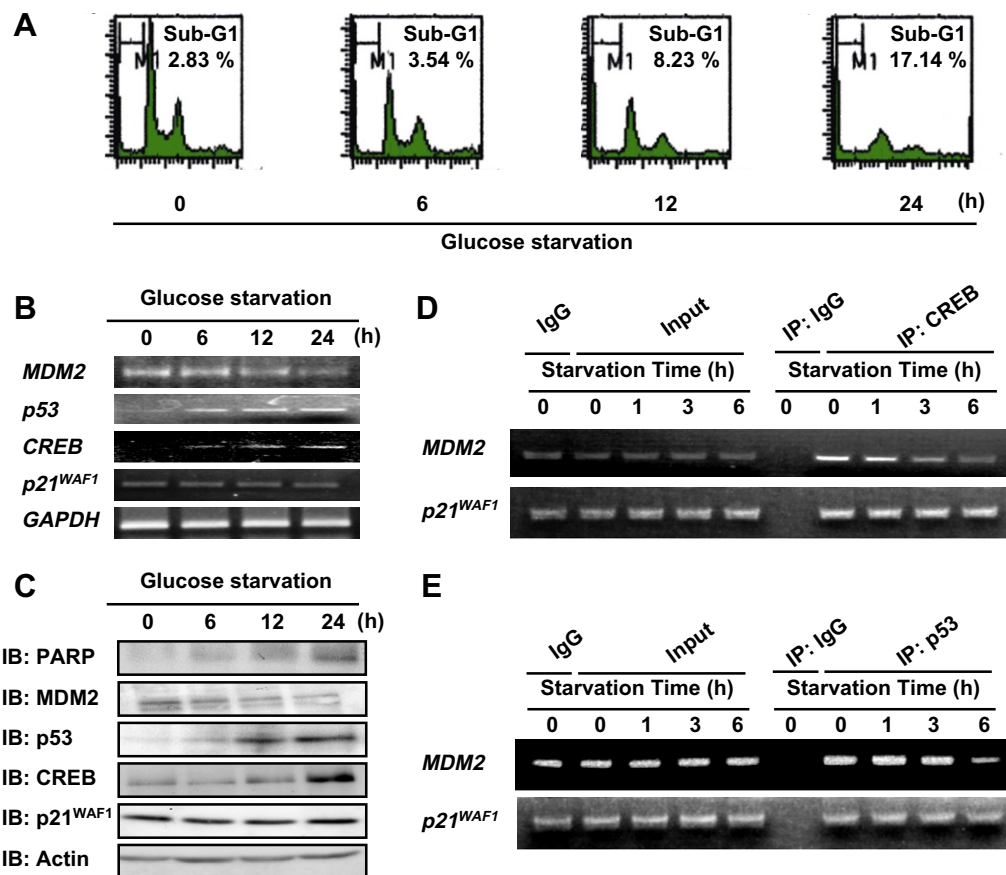 A
Sub-G1
2.83 %
M1
Sub-G1
3.54 %
M1
Sub-G1
8.23 %
M1
Sub-G1
17.14 %
M1
0 6 12 24 (h)
Glucose starvation
B
Glucose starvation
0 6 12 24 (h)
MDM2
p53
CREB
p21WAF1
GAPDH
C
Glucose starvation
0 6 12 24 (h)
IB: PARP
IB: MDM2
IB: p53
IB: CREB
IB: p21WAF1
IB: Actin
D
IgG Input IP: IgG IP: CREB
Starvation Time (h) Starvation Time (h)
0 0 1 3 6 0 0 1 3 6
MDM2
p21WAF1
E
IgG Input IP: IgG IP: p53
Starvation Time (h) Starvation Time (h)
0 0 1 3 6 0 0 1 3 6
MDM2
p21WAF1